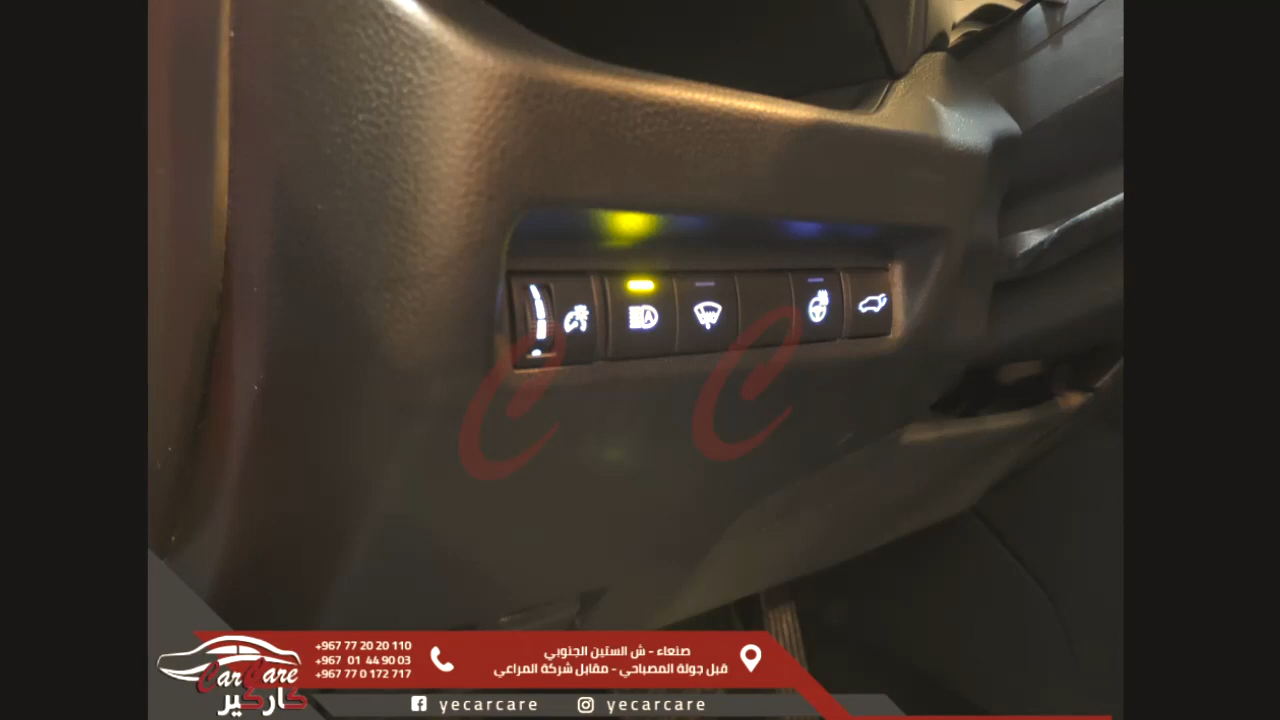 A
CarCare
كاركير
+967 77 20 20 110
+967 01 44 90 03
+967 77 0 172 717
صنعاء - ش الستين الجنوبي
قبل جولة المصباحي - مقابل شركة المراعي
yecarcare
yecarcare